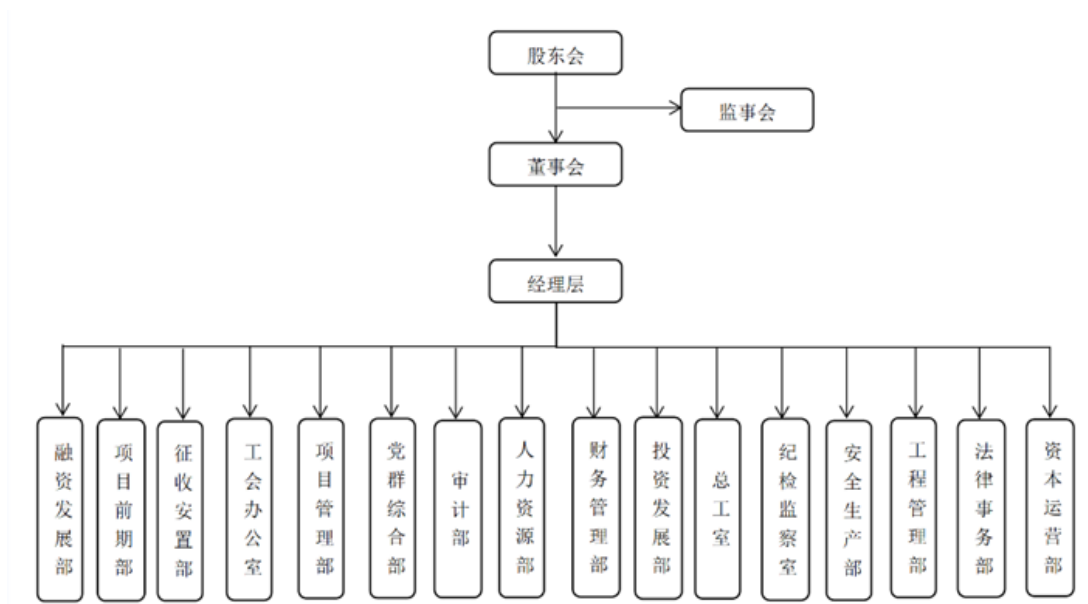 股东会
监事会
董事会
经理层
融资发展部
项目前期部
征收安置部
工会办公室
项目管理部
党群综合部
审计部
人力资源部
财务管理部
投资发展部
总工室
纪检监察室
安全生产部
工程管理部
法律事务部
资本运营部